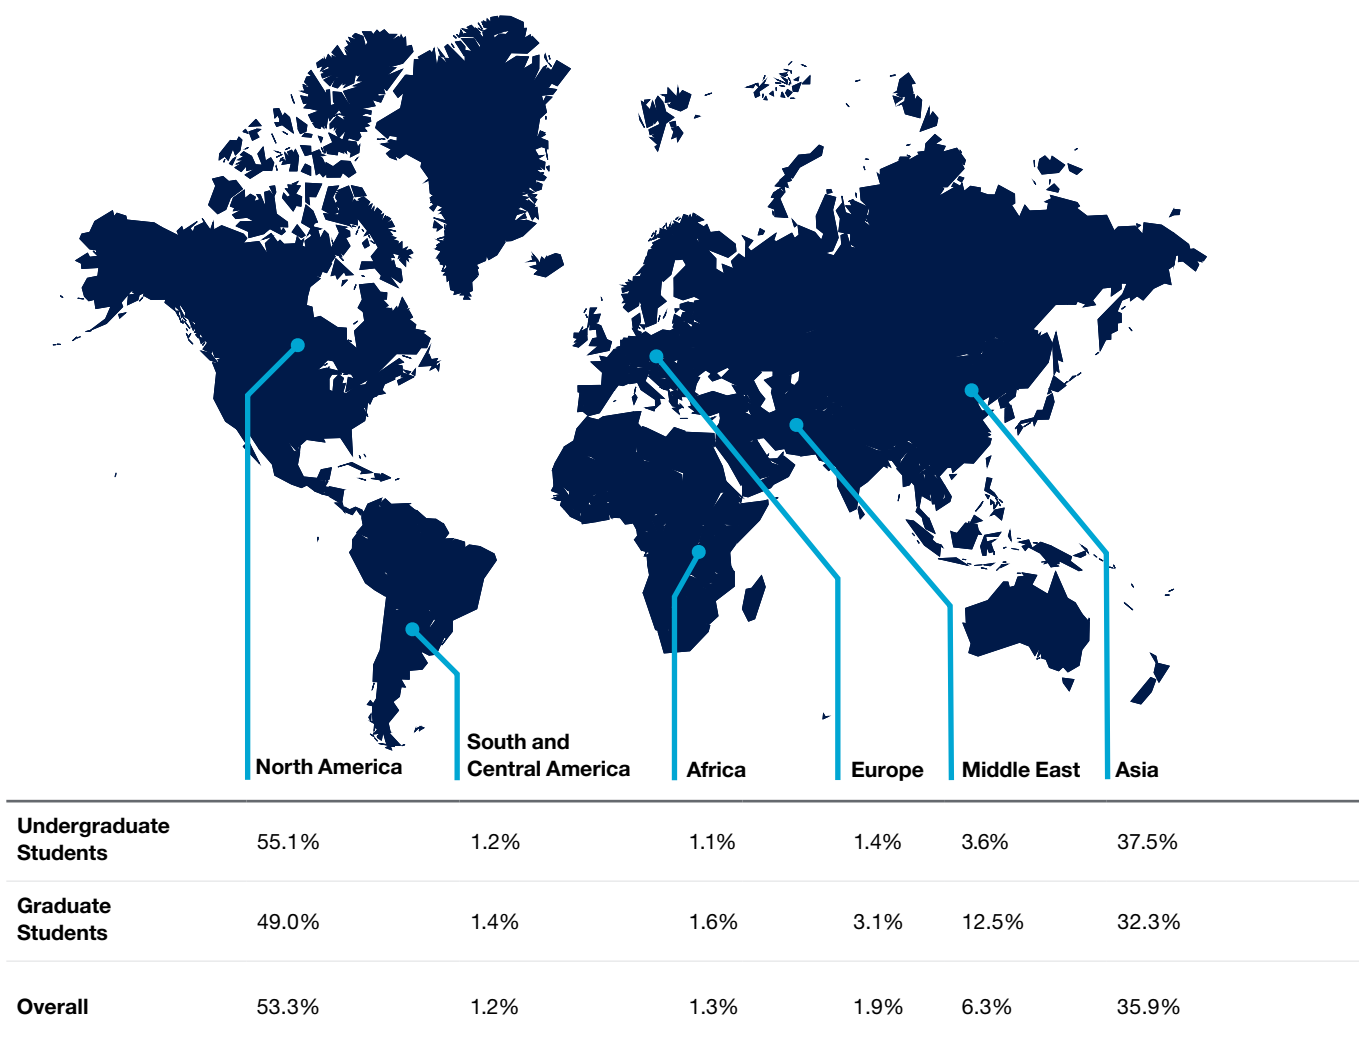 South and
Central America
North America
Africa
Europe
Middle East
Asia
Undergraduate
Students
55.1%
1.2%
1.1%
1.4%
3.6%
37.5%
Graduate
Students
49.0%
1.4%
1.6%
3.1%
12.5%
32.3%
Overall
53.3%
1.2%
1.3%
1.9%
6.3%
35.9%